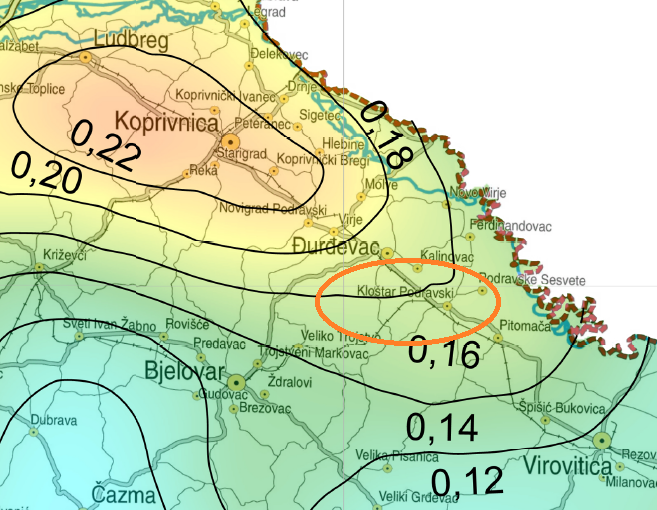 Legrad
Ludbreg
Delekovec
Drnje
Koprivnički Ivanec
Sigetec
Koprivnica
Peteranec
0,18
0,22
Hlebine
Starigrad
Koprivnički Bregi
0,20
Reka
Molve
Novo Virje
Novigrad Podravski
Virje
Ferdinandovac
Đurđevac
Križevci
Kalinovac
Podravske Sesvete
Kloštar Podravski
Sveti Ivan Žabno
Rovišće
Pitomača
Predavac
Veliko Trojstvo
0,16
Trojstveni Markovac
Bjelovar
Ždralovi
Gudovac
Brezovac
Špišić Bukovica
Dubrava
0,14
Velika Pisanica
Virovitica
0,12
Čazma
Veliki Grđevac